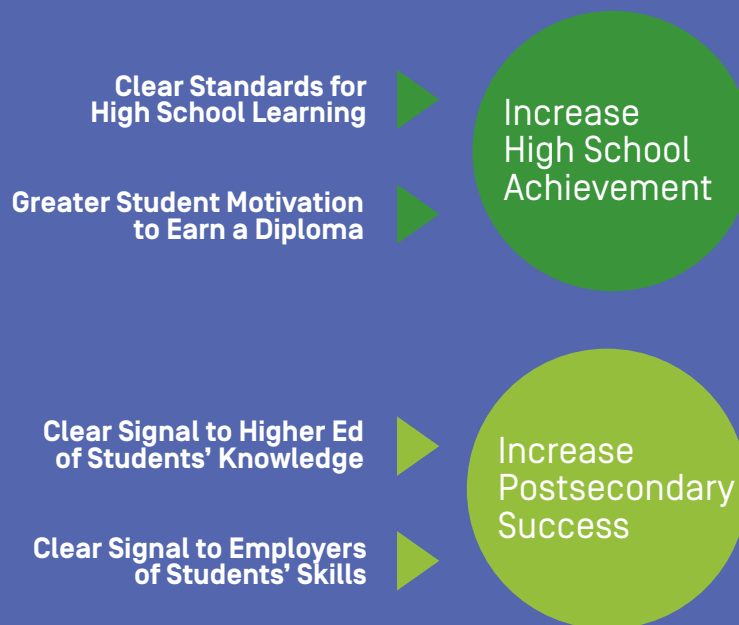 Clear Standards for
High School Learning
Greater Student Motivation
to Earn a Diploma
Increase
High School
Achievement
Clear Signal to Higher Ed
of Students’ Knowledge
Clear Signal to Employers
of Students’ Skills
Increase
Postsecondary
Success